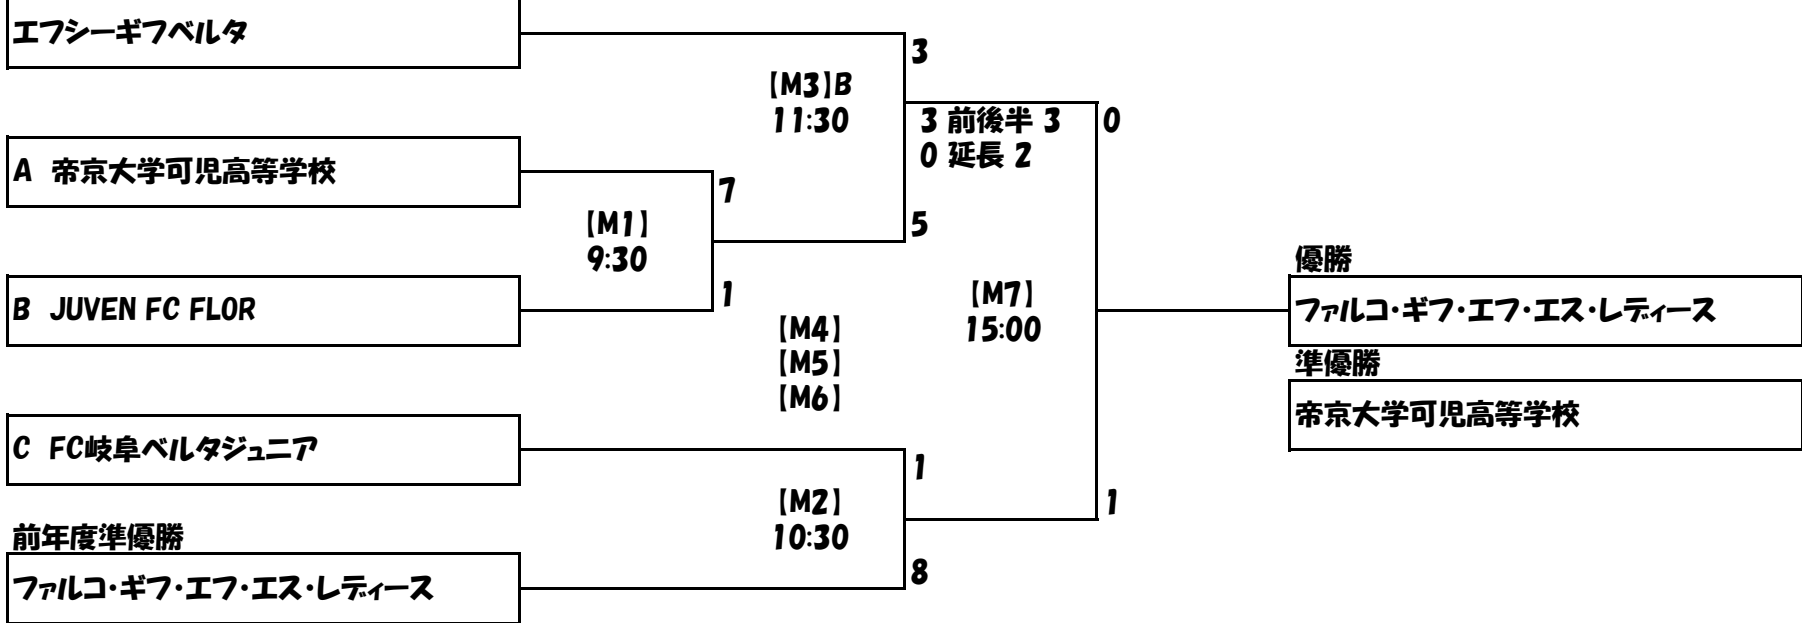 エフシーギフベルタ
3
【M3】B
11:30
3 前後半 3
0 延長 2
0
A 帝京大学可児高等学校
7
【M1】
9:30
5
B JUVEN FC FLOR
1
【M4】
【M5】
【M6】
【M7】
15:00
優勝
ファルコ・ギフ・エフ・エス・レディース
準優勝
帝京大学可児高等学校
C FC岐阜ベルタジュニア
1
【M2】
10:30
1
前年度準優勝
ファルコ・ギフ・エフ・エス・レディース
8